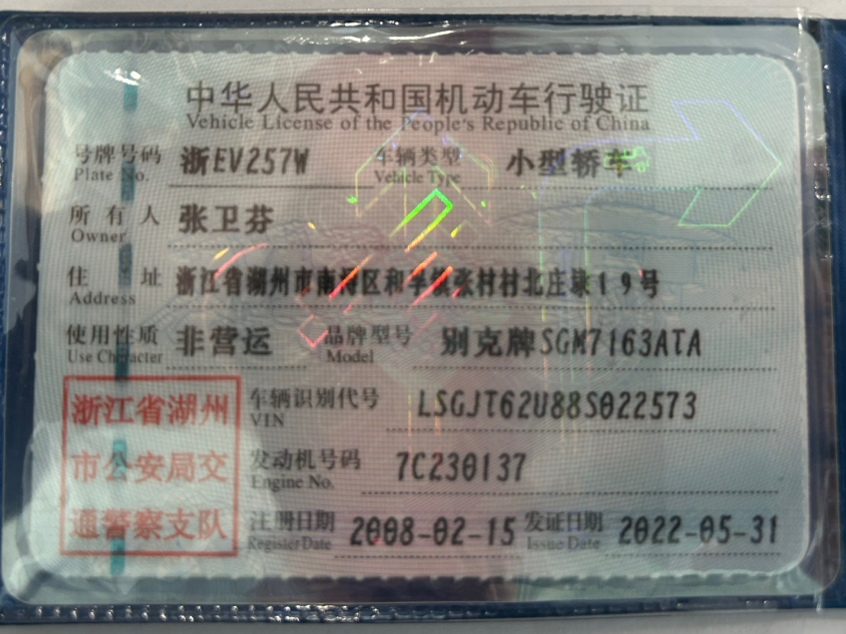 中华人民共和国机动车行驶证
Vehicle License of the People's Republic of China
号牌号码 浙EV257W 车辆类型 小型轿车
Plate No. Vehicle Type
所有人 张卫芬
Owner
住址 浙江省湖州市南浔区和孚镇张村村北庄埭19号
Address
使用性质 非营运 品牌型号 别克牌SGM7163ATA
Use Character Model
浙江省湖州
市公安局交
通警察支队
车辆识别代号 LSGJT62U88S022573
VIN
发动机号码 7C230137
Engine No.
注册日期 2008-02-15 发证日期 2022-05-31
Register Date Issue Date